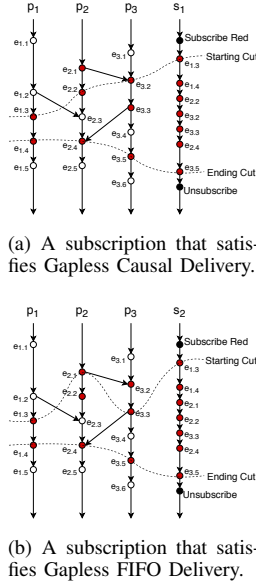 p1 p2 p3 s1
e1.1
Subscribe Red
e3.1
Starting Cut
e2.1
e1.3
e3.2
e1.2
e2.2
e1.4
e2.2
e1.3
e3.3
e3.2
e2.3
e3.3
e3.4
e1.4
e2.4
e2.4
e3.5
e3.5
Ending Cut
e1.5
e2.5
e3.6
Unsubscribe
(a) A subscription that satis-
fies Gapless Causal Delivery.
p1 p2 p3 s2
e1.1
Subscribe Red
e3.1
Starting Cut
e2.1
e1.3
e3.2
e1.2
e2.2
e1.4
e2.1
e1.3
e3.3
e2.2
e2.3
e3.3
e3.4
e1.4
e2.4
e2.4
e3.5
e3.5
Ending Cut
e1.5
e2.5
e3.6
Unsubscribe
(b) A subscription that satis-
fies Gapless FIFO Delivery.